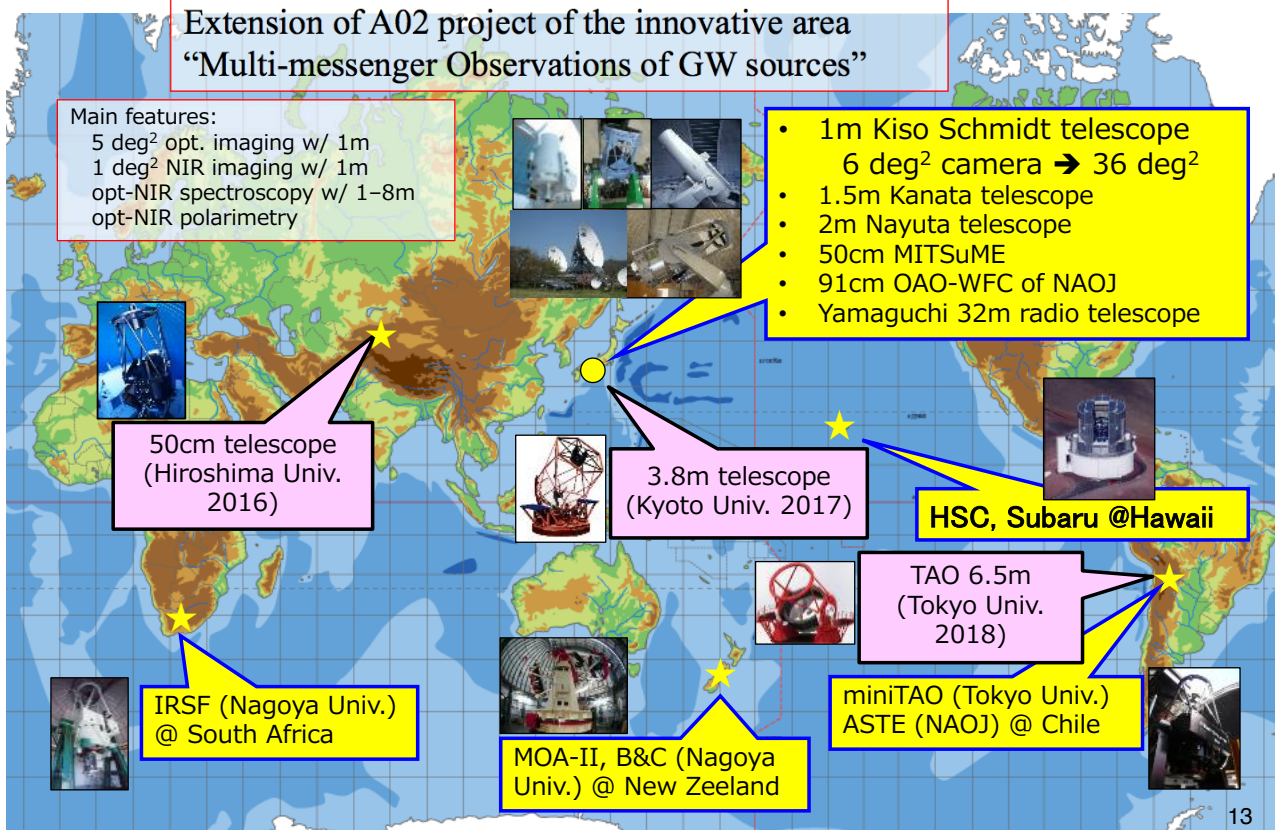 Extension of A02 project of the innovative area
“Multi-messenger Observations of GW sources”
Main features:
5 deg² opt. imaging w/ 1m
1 deg² NIR imaging w/ 1m
opt-NIR spectroscopy w/ 1–8m
opt-NIR polarimetry
• 1m Kiso Schmidt telescope
6 deg² camera ➔ 36 deg²
• 1.5m Kanata telescope
• 2m Nayuta telescope
• 50cm MITSuME
• 91cm OAO-WFC of NAOJ
• Yamaguchi 32m radio telescope
50cm telescope
(Hiroshima Univ.
2016)
3.8m telescope
(Kyoto Univ. 2017)
HSC, Subaru @Hawaii
TAO 6.5m
(Tokyo Univ.
2018)
IRSF (Nagoya Univ.)
@ South Africa
MOA-II, B&C (Nagoya
Univ.) @ New Zeeland
miniTAO (Tokyo Univ.)
ASTE (NAOJ) @ Chile
13